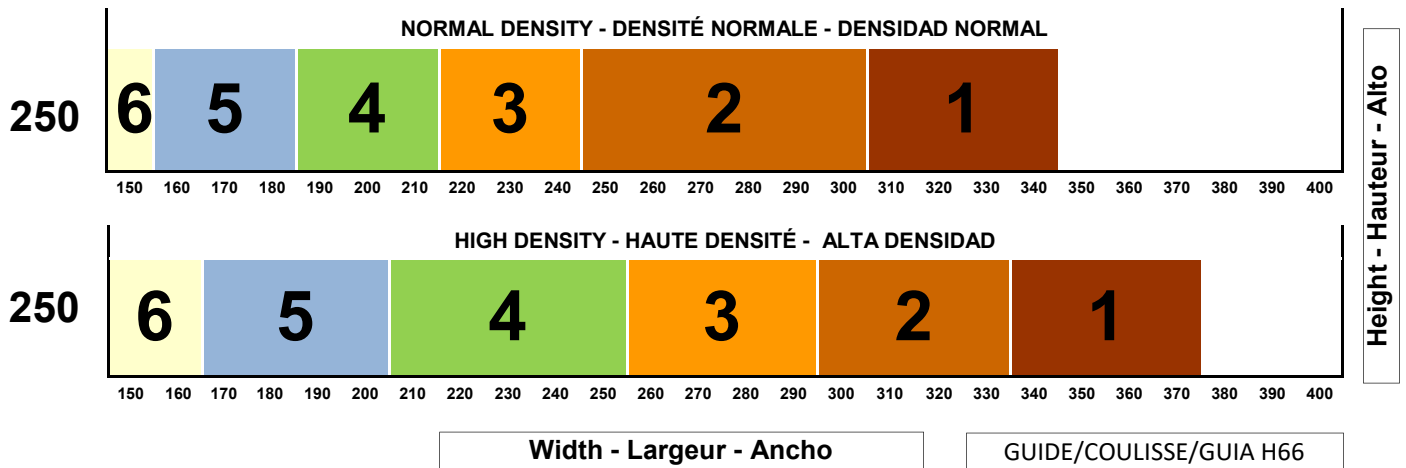 NORMAL DENSITY - DENSITÉ NORMALE - DENSIDAD NORMAL
250
6 5 4 3 2 1
150 160 170 180 190 200 210 220 230 240 250 260 270 280 290 300 310 320 330 340 350 360 370 380 390 400
HIGH DENSITY - HAUTE DENSITÉ - ALTA DENSIDAD
250
6 5 4 3 2 1
150 160 170 180 190 200 210 220 230 240 250 260 270 280 290 300 310 320 330 340 350 360 370 380 390 400
Height - Hauteur - Alto
Width - Largeur - Ancho
GUIDE/COULISSE/GUIA H66